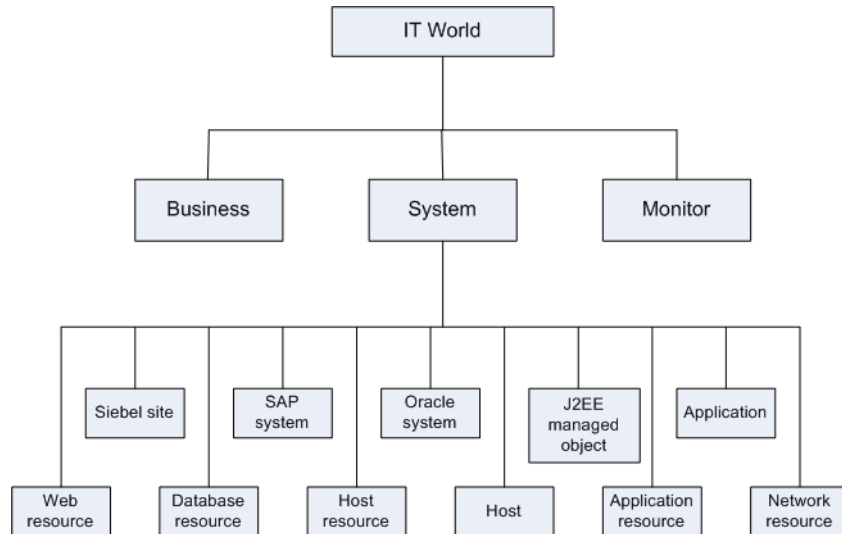 IT World
Business
System
Monitor
Siebel site
SAP
system
Oracle
system
J2EE
managed
object
Application
Web
resource
Database
resource
Host
resource
Host
Application
resource
Network
resource